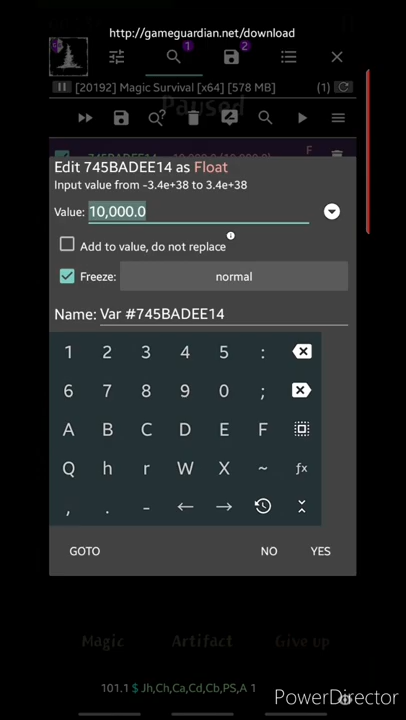 http://gameguardian.net/download
1
2
[20192] Magic Survival [x64] [578 MB]
(1)
Paused
F
Edit 745BADEE14 as Float
Input value from -3.4e+38 to 3.4e+38
Value: 10,000.0
Add to value, do not replace
Freeze: normal
Name: Var #745BADEE14
1 2 3 4 5 :
6 7 8 9 0 ;
A B C D E F
Q h r W X ~ ƒx
, . - ← →
GOTO NO YES
Magic Artifact Give up
101.1 $ Jh,Ch,Ca,Cd,Cb,PS,A 1
PowerDirector